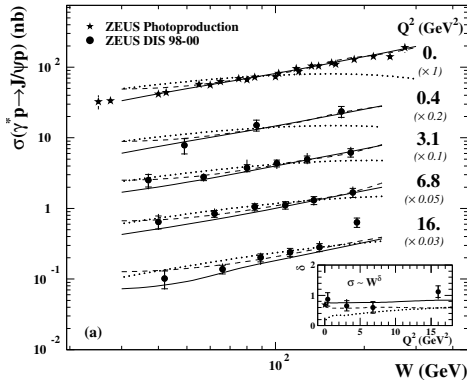 ★ ZEUS Photoproduction
● ZEUS DIS 98-00
Q² (GeV²)
0.
(× 1)
0.4
(× 0.2)
3.1
(× 0.1)
6.8
(× 0.05)
16.
(× 0.03)
σ(γ* p→J/ψp) (nb)
10³
10²
10
1
10⁻¹
10⁻²
(a)
δ
2
1
0
σ ~ W^δ
0 5 10 15
Q² (GeV²)
10²
W (GeV)